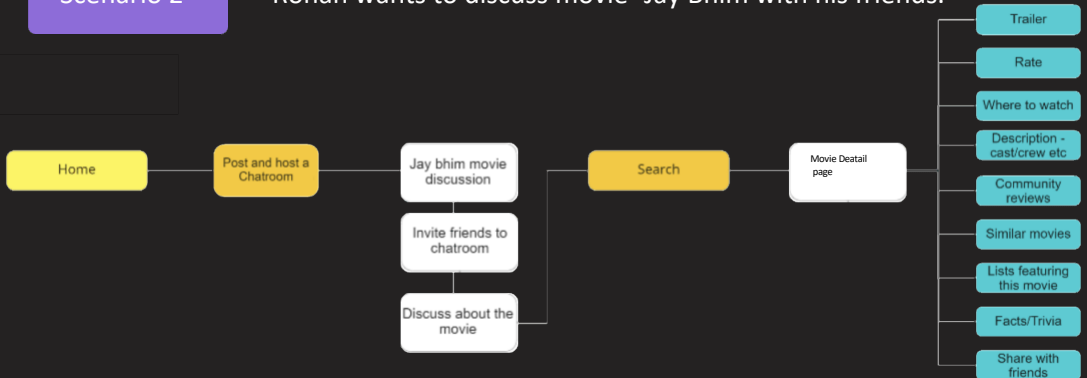 Scenario 2
Rohan wants to discuss movie "Jay Bhim with his friends.
Home
Post and host a
Chatroom
Jay bhim movie
discussion
Invite friends to
chatroom
Discuss about the
movie
Search
Movie Deatail
page
Trailer
Rate
Where to watch
Description -
cast/crew etc
Community
reviews
Similar movies
Lists featuring
this movie
Facts/Trivia
Share with
friends